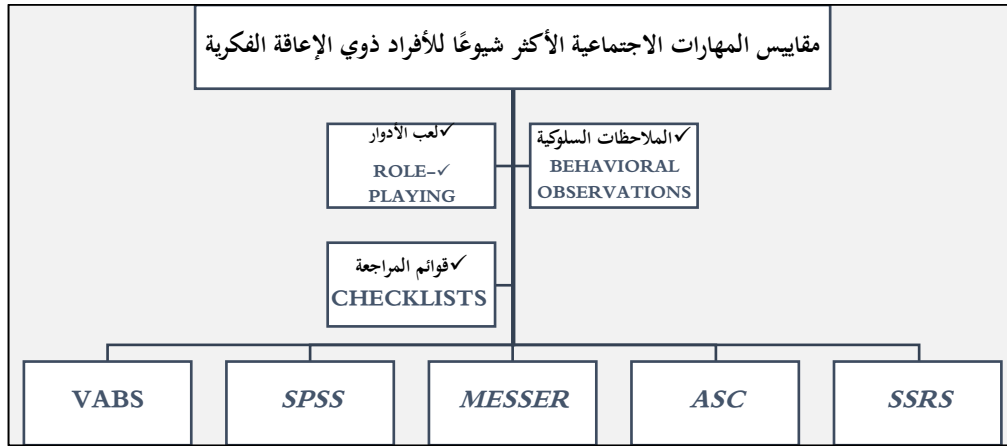 مقاييس المهارات الاجتماعية الأكثر شيوعًا للأفراد ذوي الإعاقة الفكرية
✓الملاحظات السلوكية
BEHAVIORAL
OBSERVATIONS
✓لعب الأدوار
ROLE-✓
PLAYING
✓قوائم المراجعة
CHECKLISTS
VABS
SPSS
MESSER
ASC
SSRS